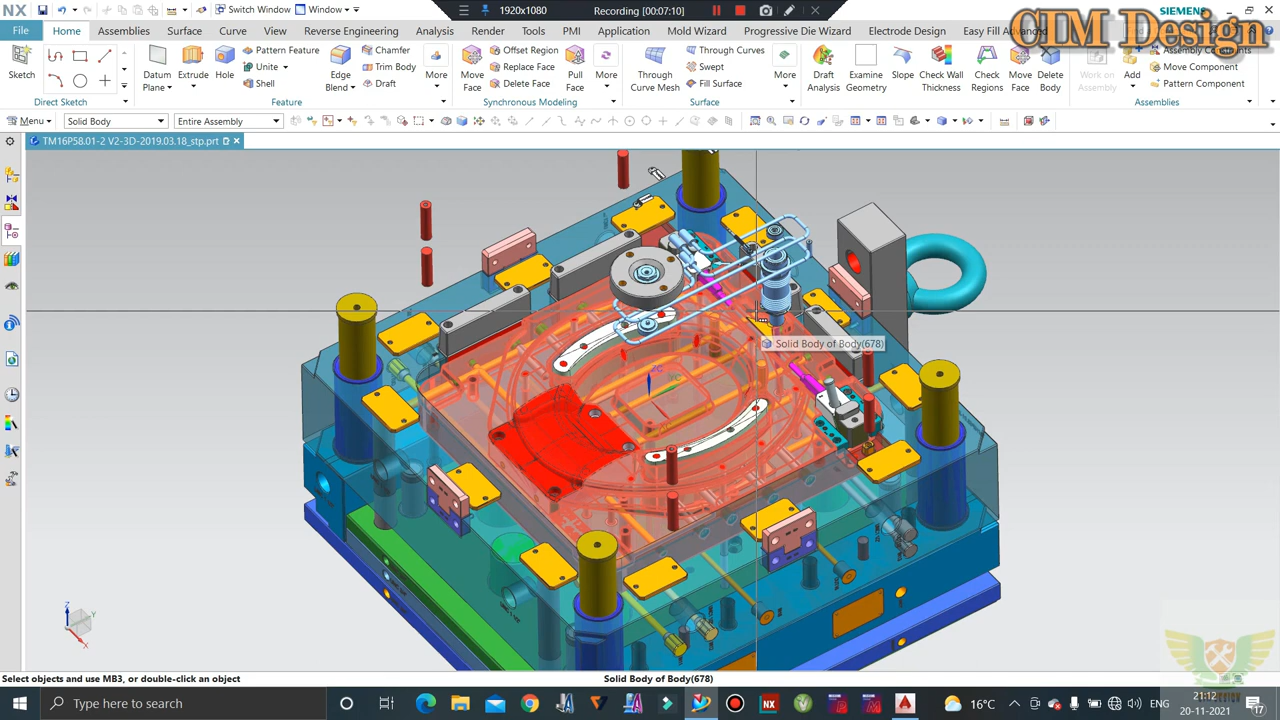 NX
Switch Window
Window
1920x1080
Recording [00:07:10]
SIEMENS
CIM Design
File
Home
Assemblies
Surface
Curve
View
Reverse Engineering
Analysis
Render
Tools
PMI
Application
Mold Wizard
Progressive Die Wizard
Electrode Design
Easy Fill Advanced
Sketch
Datum Plane
Extrude
Hole
Pattern Feature
Unite
Shell
Edge Blend
Chamfer
Trim Body
Draft
More
Move Face
Offset Region
Replace Face
Delete Face
Pull Face
More
Through Curve Mesh
Through Curves
Swept
Fill Surface
More
Draft Analysis
Examine Geometry
Slope
Check Wall Thickness
Check Regions
Move Face
Delete Body
Work on Assembly
Add
Assembly Constraints
Move Component
Pattern Component
Direct Sketch
Feature
Synchronous Modeling
Surface
Assemblies
Menu
Solid Body
Entire Assembly
TM16P58.01-2 V2-3D-2019.03.18_stp.prt
Solid Body of Body(678)
ZC
YC
Z
Y
X
Select objects and use MB3, or double-click an object
Solid Body of Body(678)
Type here to search
16°C
ENG
21:12
20-11-2021
17